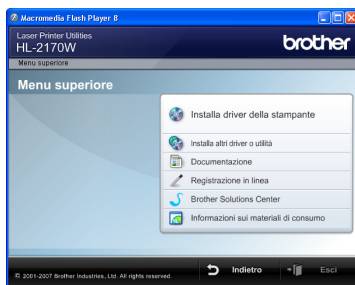 Macromedia Flash Player 8
Laser Printer Utilities
HL-2170W
brother
Menu superiore
Menu superiore
Installa driver della stampante
Installa altri driver o utilità
Documentazione
Registrazione in linea
Brother Solutions Center
Informazioni sui materiali di consumo
© 2001-2007 Brother Industries, Ltd. All rights reserved.
Indietro
Esci